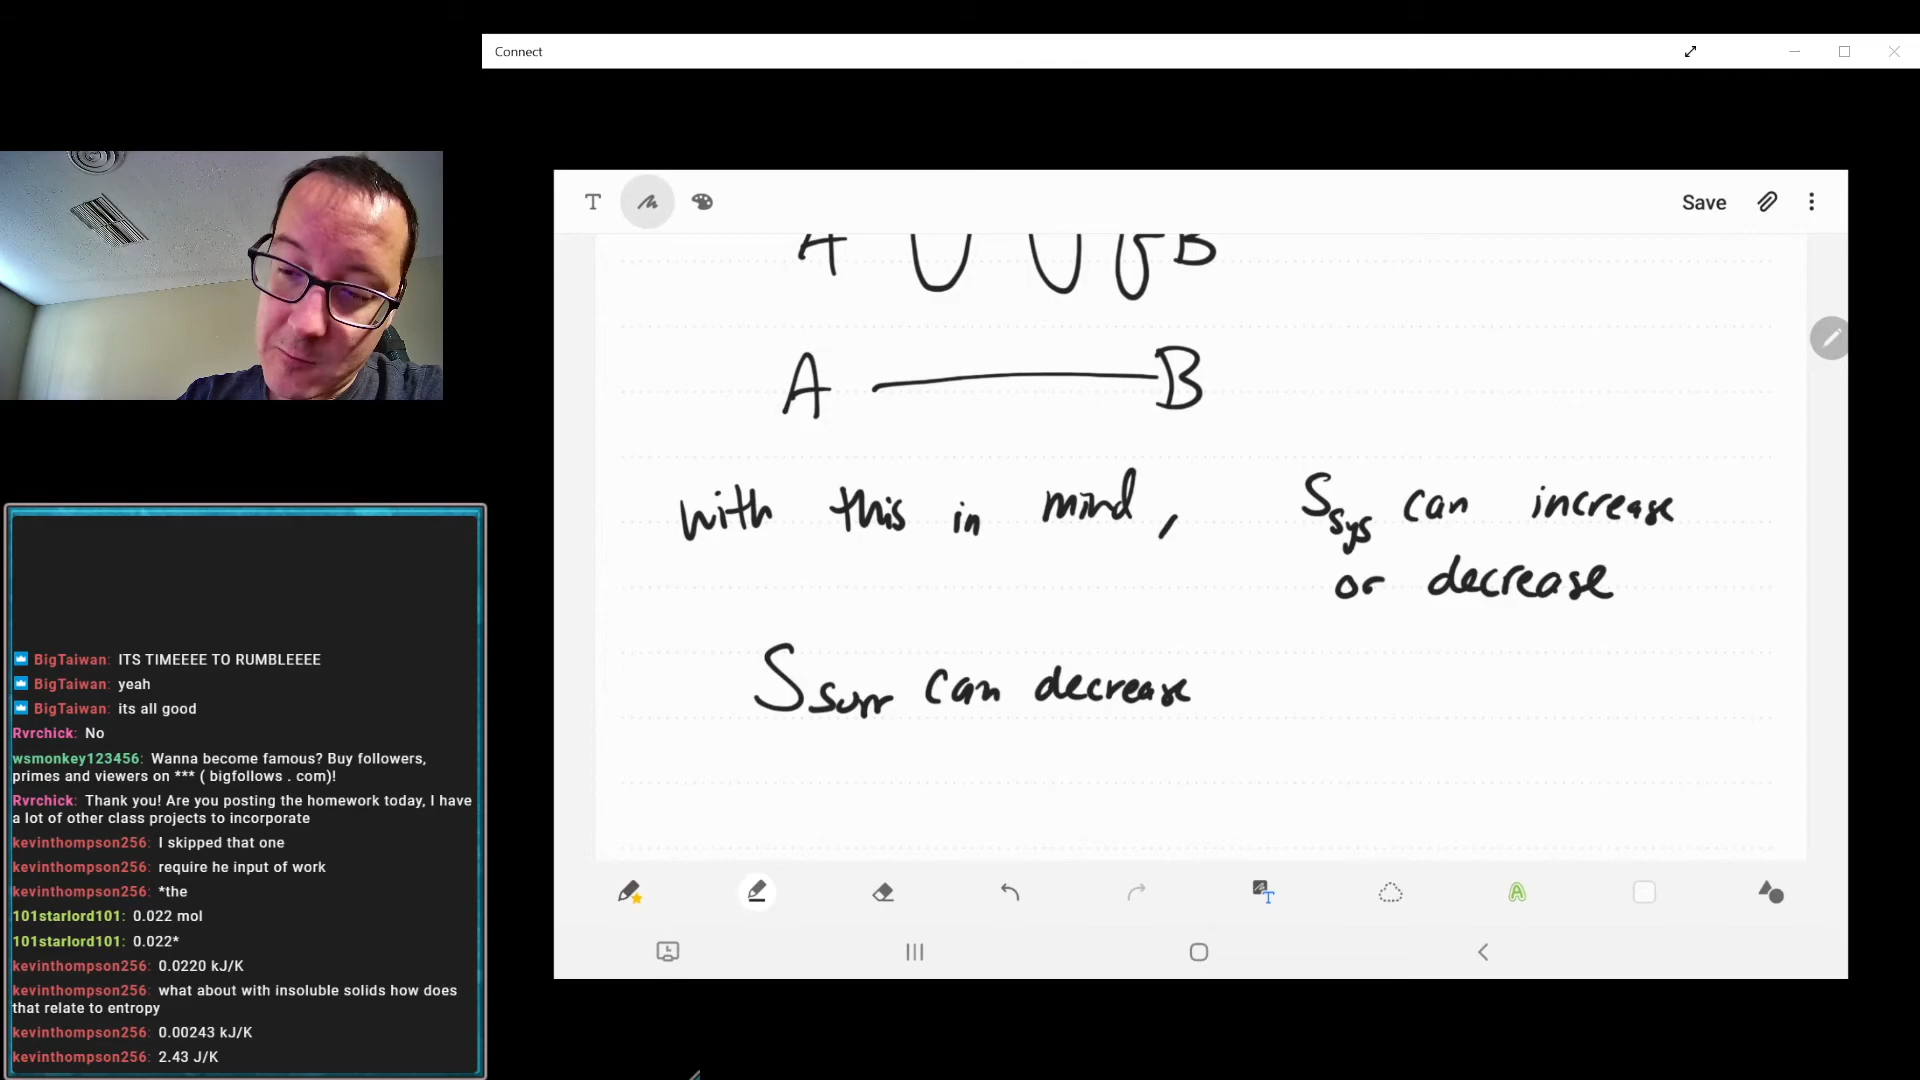 Connect
T
Save
A B
A B
with this in mind, Ssys can increase
or decrease
Ssurr can decrease
BigTaiwan: ITS TIMEEEE TO RUMBLEEEE
BigTaiwan: yeah
BigTaiwan: its all good
Rvrchick: No
wsmonkey123456: Wanna become famous? Buy followers,
primes and viewers on *** ( bigfollows . com)!
Rvrchick: Thank you! Are you posting the homework today, I have
a lot of other class projects to incorporate
kevinthompson256: I skipped that one
kevinthompson256: require he input of work
kevinthompson256: *the
101starlord101: 0.022 mol
101starlord101: 0.022*
kevinthompson256: 0.0220 kJ/K
kevinthompson256: what about with insoluble solids how does
that relate to entropy
kevinthompson256: 0.00243 kJ/K
kevinthompson256: 2.43 J/K